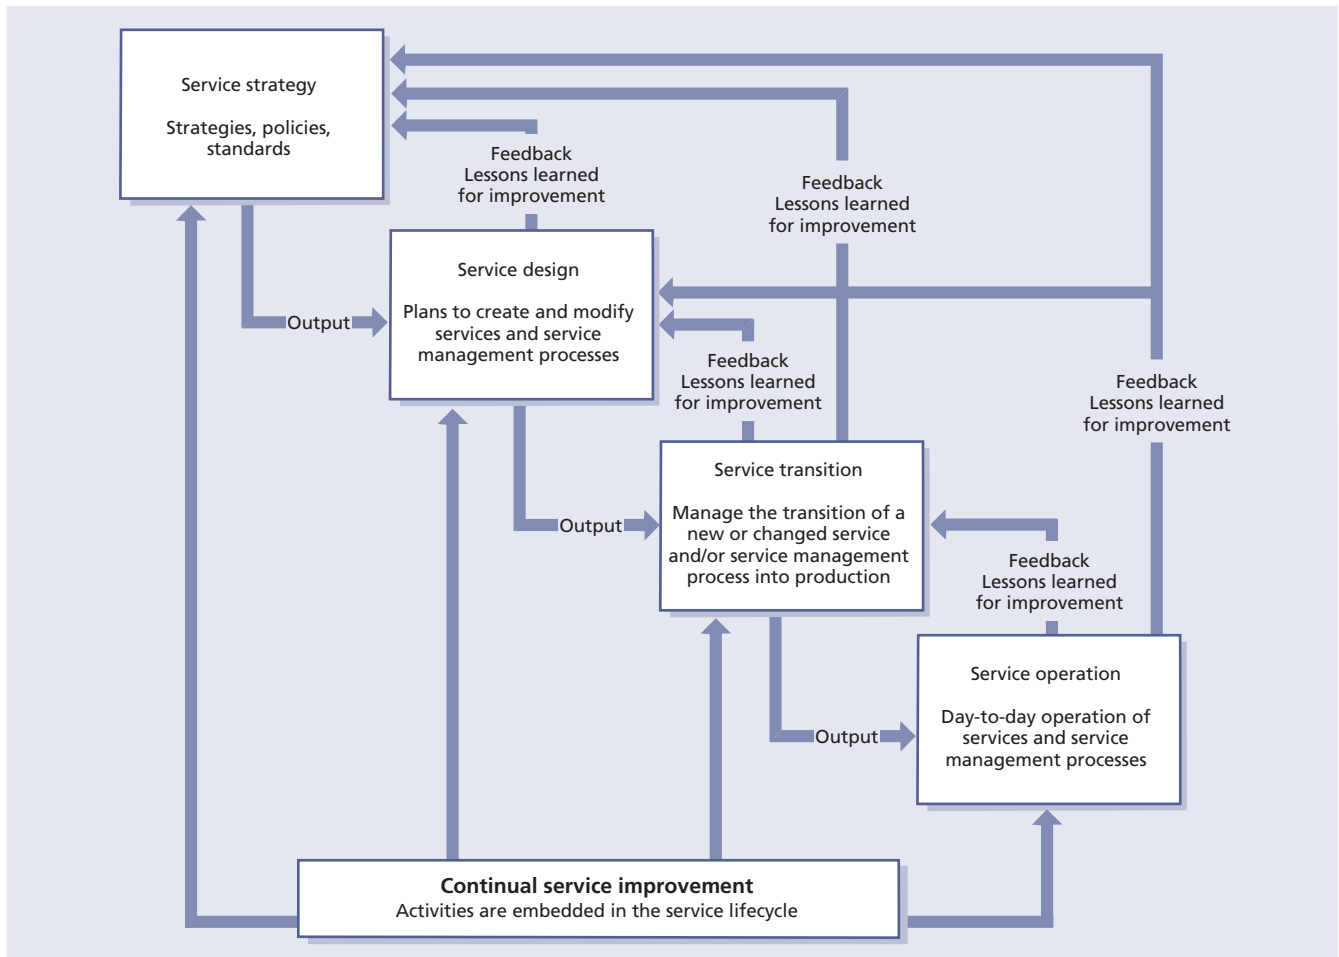 Service strategy
Strategies, policies,
standards
Feedback
Lessons learned
for improvement
Feedback
Lessons learned
for improvement
Service design
Plans to create and modify
services and service
management processes
Output
Feedback
Lessons learned
for improvement
Feedback
Lessons learned
for improvement
Service transition
Manage the transition of a
new or changed service
and/or service management
process into production
Output
Feedback
Lessons learned
for improvement
Service operation
Day-to-day operation of
services and service
management processes
Output
Continual service improvement
Activities are embedded in the service lifecycle